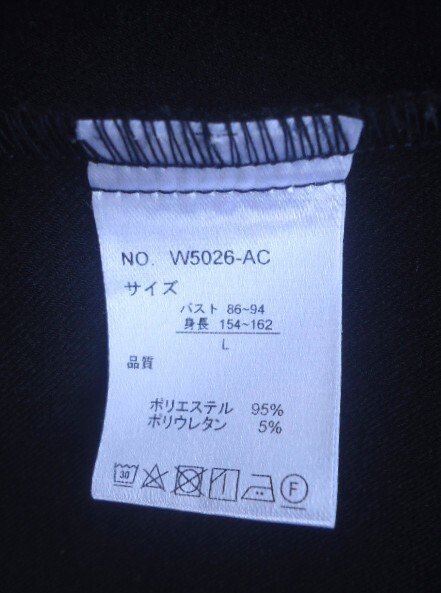 NO. W5026-AC
サイズ
バスト 86~94
身長 154~162
L
品質
ポリエステル 95%
ポリウレタン 5%
30 F